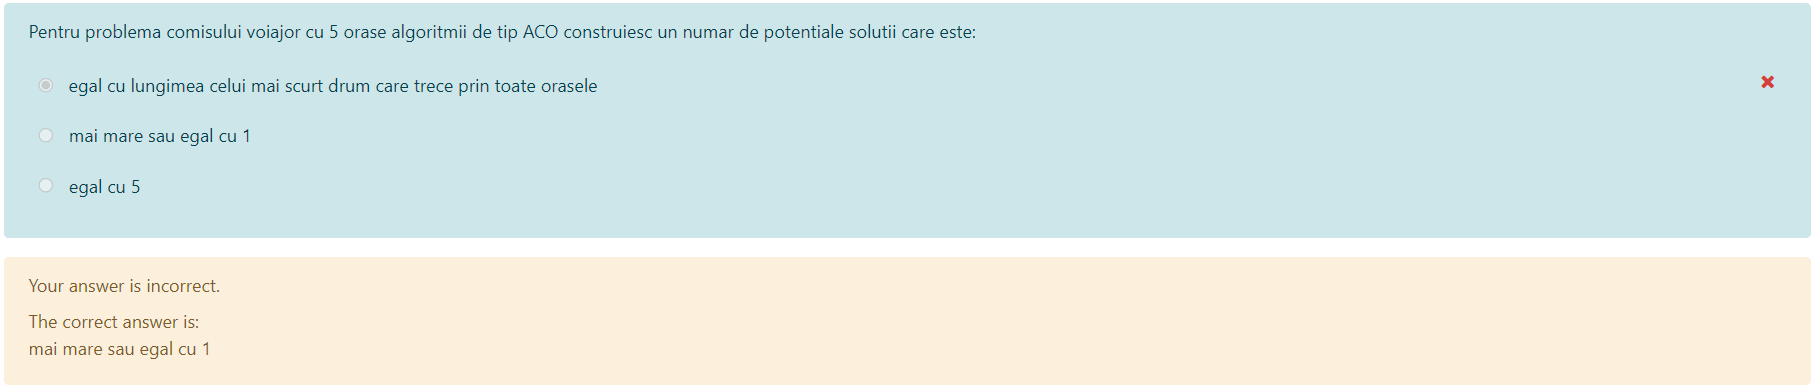 Pentru problema comisului voiajor cu 5 orase algoritmii de tip ACO construiesc un numar de potentiale solutii care este:
egal cu lungimea celui mai scurt drum care trece prin toate orasele
mai mare sau egal cu 1
egal cu 5
Your answer is incorrect.
The correct answer is:
mai mare sau egal cu 1